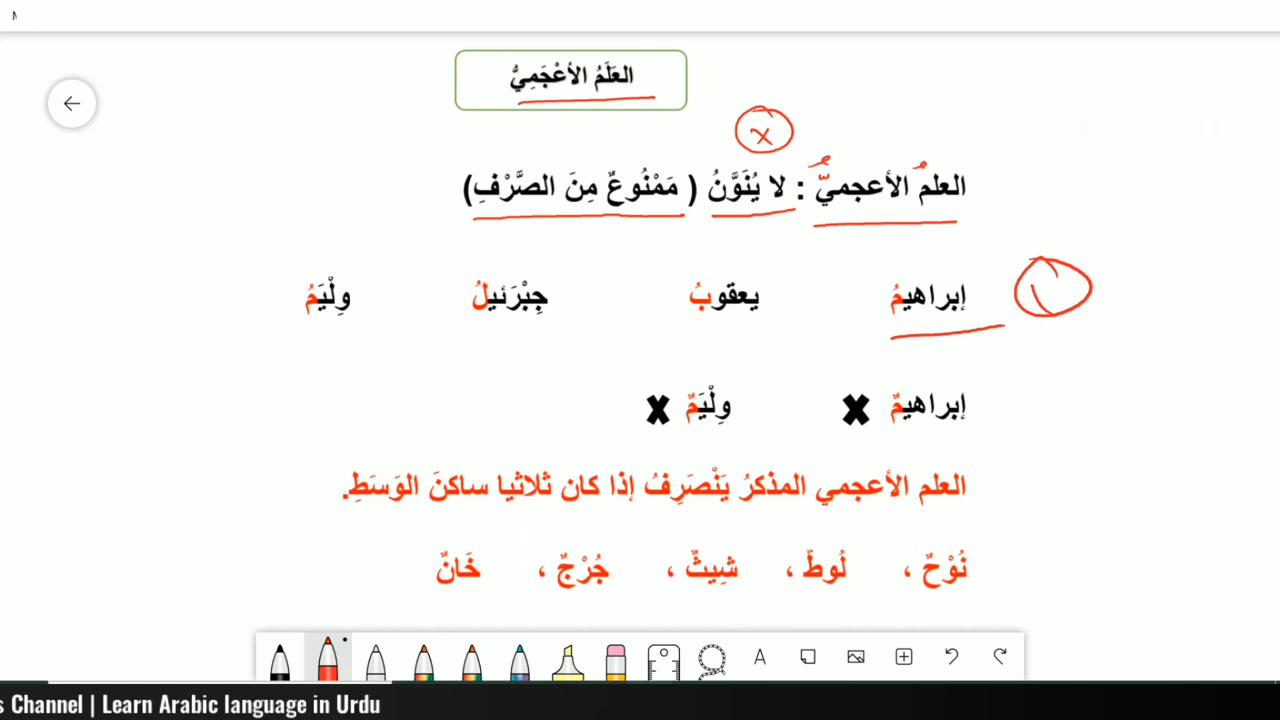 العَلَمُ الأعْجَمِيُّ
العلمُ الأعجميُّ : لا يُنَوَّنُ ( مَمْنُوعٌ مِنَ الصَّرْفِ)
إبراهيمُ يعقوبُ جِبْرَئيلُ وِلْيَمُ
إبراهيمٌ ✖ وِلْيَمٌ ✖
العلم الأعجمي المذكرُ يَنْصَرِفُ إذا كان ثلاثيا ساكنَ الوَسَطِ.
نُوْحٌ ، لُوطٌ ، شِيثٌ ، جُرْجٌ ، خَانٌ
s Channel | Learn Arabic language in Urdu